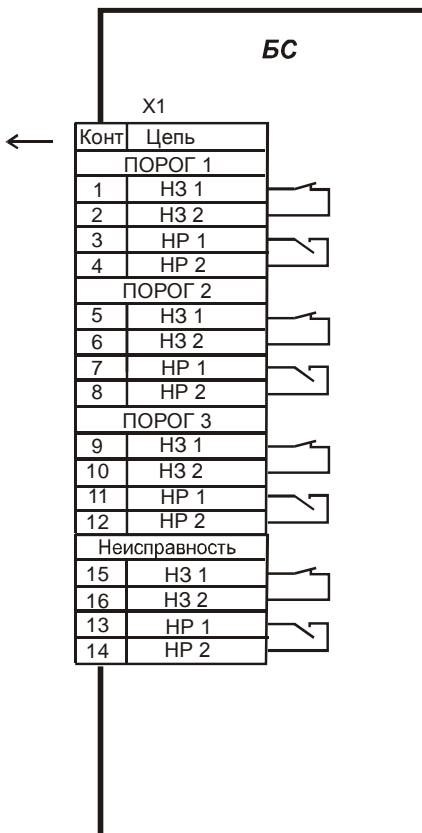 БС
X1
Конт Цепь
ПОРОГ 1
1 НЗ 1
2 НЗ 2
3 НР 1
4 НР 2
ПОРОГ 2
5 НЗ 1
6 НЗ 2
7 НР 1
8 НР 2
ПОРОГ 3
9 НЗ 1
10 НЗ 2
11 НР 1
12 НР 2
Неисправность
15 НЗ 1
16 НЗ 2
13 НР 1
14 НР 2